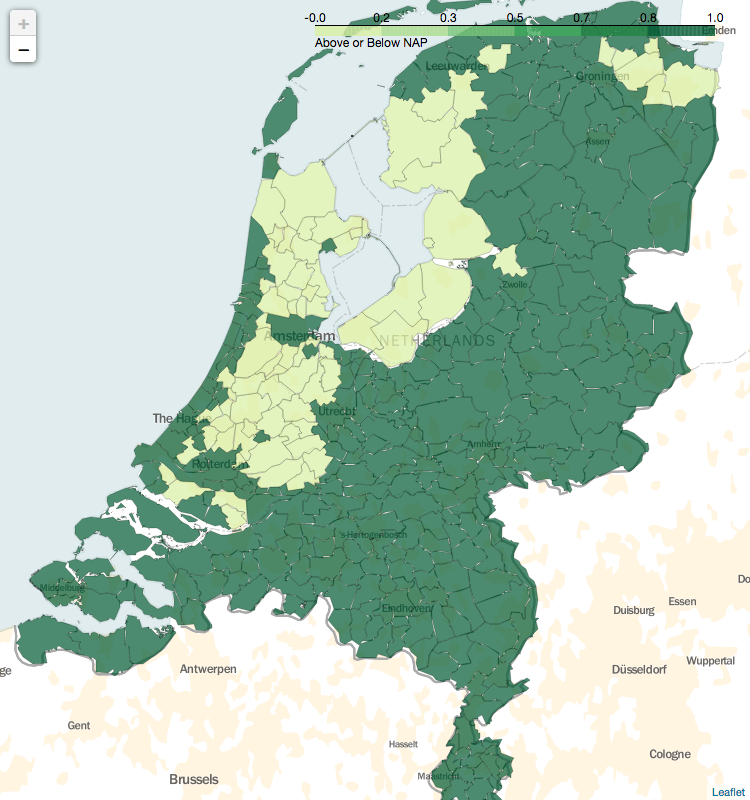 +
−
-0.0 0.2 0.3 0.5 0.7 0.8 1.0
Above or Below NAP
Emden
Leeuwarden
Groningen
Assen
Zwolle
Amsterdam
NETHERLANDS
The Hague
Utrecht
Arnhem
Rotterdam
's-Hertogenbosch
Middelburg
Eindhoven
Do
Essen
Duisburg
Wuppertal
ge
Antwerpen
Düsseldorf
Gent
Hasselt
Cologne
Maastricht
Brussels
Leaflet